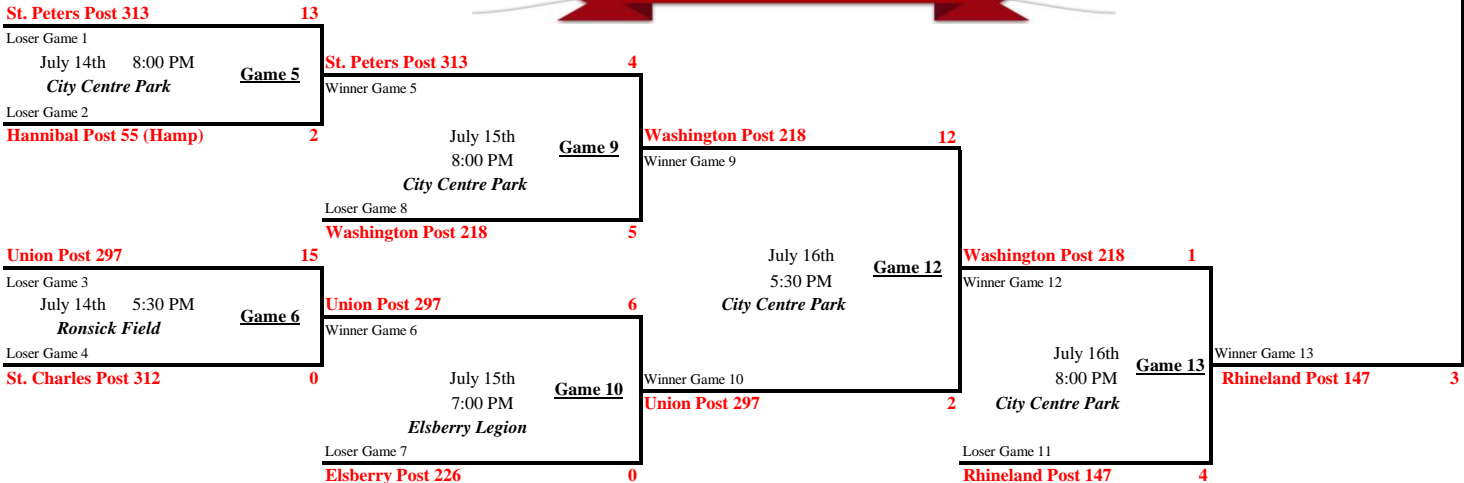 St. Peters Post 313 13
Loser Game 1
July 14th 8:00 PM
City Centre Park
Game 5
Loser Game 2
Hannibal Post 55 (Hamp) 2
St. Peters Post 313 4
Winner Game 5
July 15th
8:00 PM
City Centre Park
Game 9
Loser Game 8
Washington Post 218 5
Washington Post 218 12
Winner Game 9
Union Post 297 15
Loser Game 3
July 14th 5:30 PM
Ronsick Field
Game 6
Loser Game 4
St. Charles Post 312 0
Union Post 297 6
Winner Game 6
July 15th
7:00 PM
Elsberry Legion
Game 10
Loser Game 7
Elsberry Post 226 0
July 16th
5:30 PM
City Centre Park
Game 12
Winner Game 10
Union Post 297 2
Washington Post 218 1
Winner Game 12
July 16th
8:00 PM
City Centre Park
Game 13
Loser Game 11
Rhineland Post 147 4
Winner Game 13
Rhineland Post 147 3